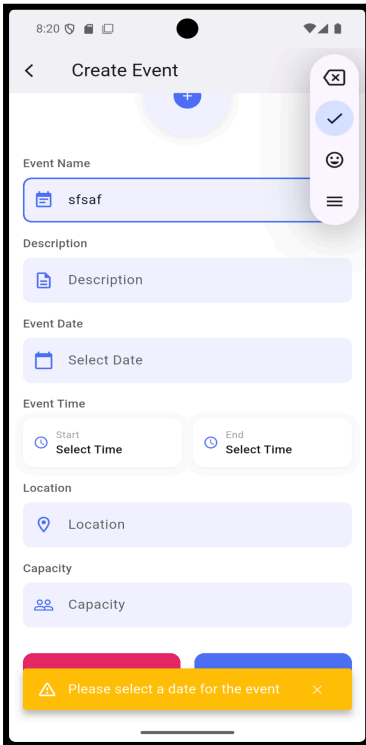 8:20
Create Event
Event Name
sfsaf
Description
Description
Event Date
Select Date
Event Time
Start
Select Time
End
Select Time
Location
Location
Capacity
Capacity
Please select a date for the event